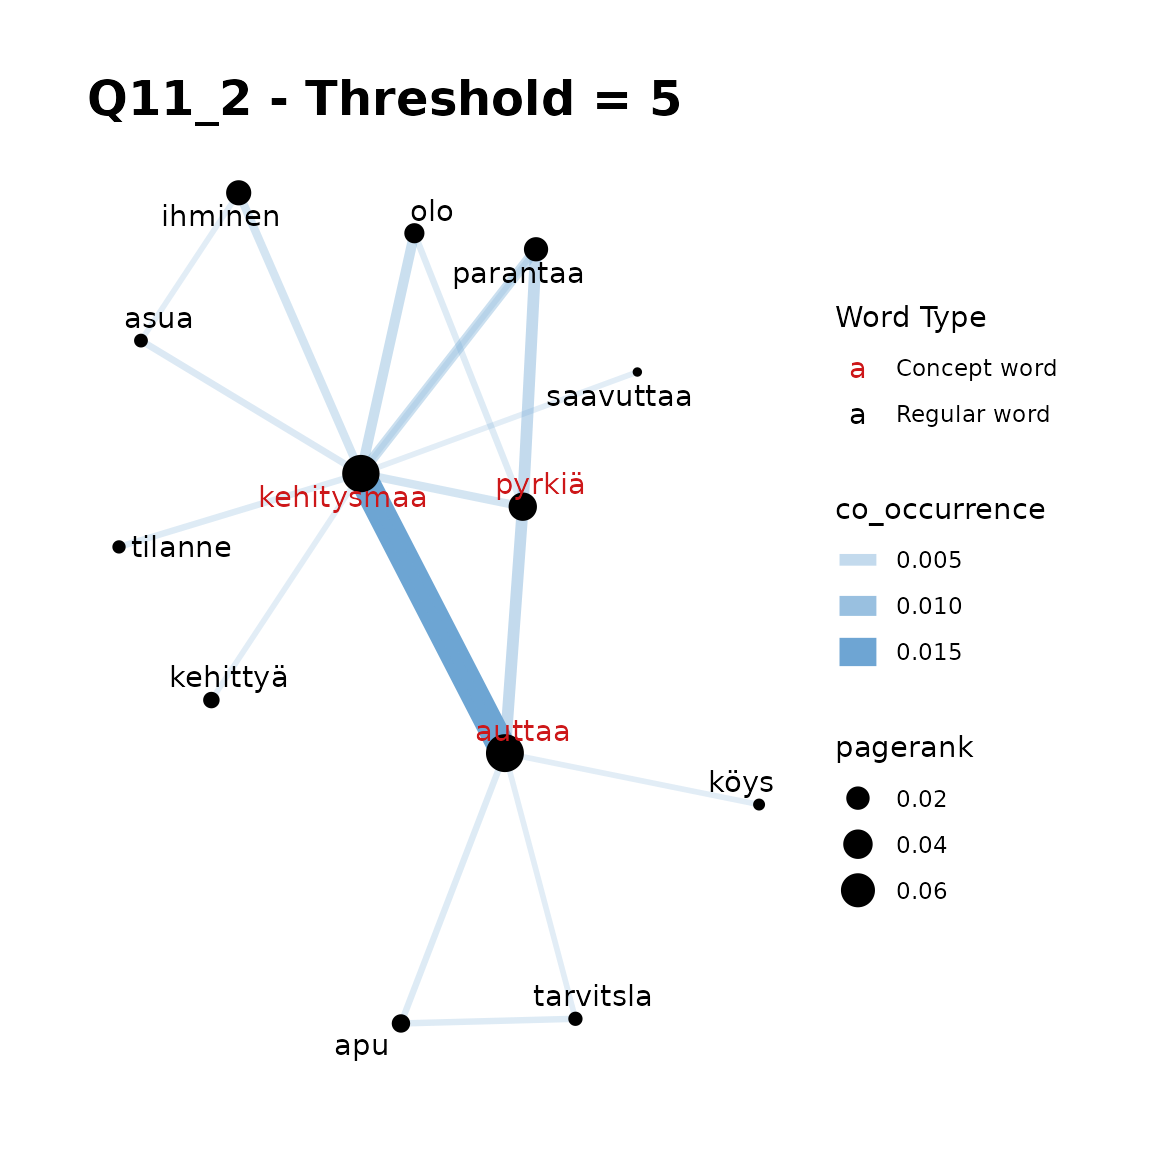 Q11_2 - Threshold = 5
ihminen
olo
parantaa
asua
saavuttaa
kehitysmaa
pyrkiä
tilanne
kehittyä
auttaa
köys
tarvitsla
apu
Word Type
a Concept word
a Regular word
co_occurrence
0.005
0.010
0.015
pagerank
0.02
0.04
0.06